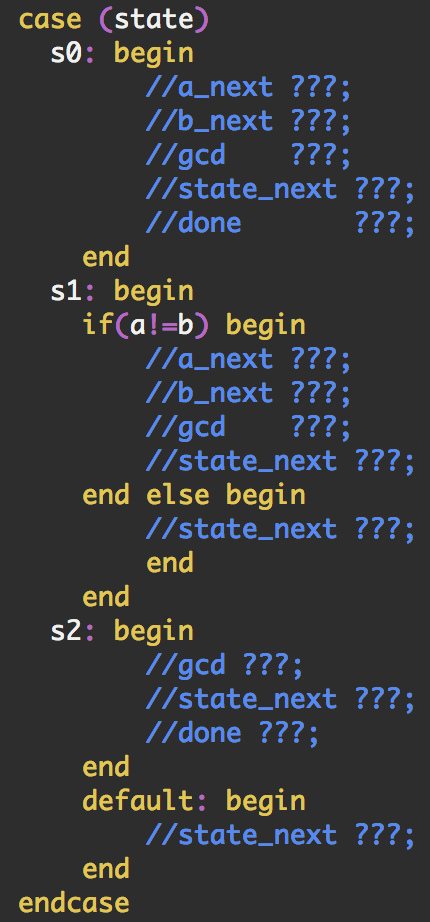 case (state)
  s0: begin
        //a_next ???;
        //b_next ???;
        //gcd    ???;
        //state_next ???;
        //done       ???;
    end
  s1: begin
    if(a!=b) begin
        //a_next ???;
        //b_next ???;
        //gcd    ???;
        //state_next ???;
    end else begin
        //state_next ???;
        end
    end
  s2: begin
        //gcd ???;
        //state_next ???;
        //done ???;
    end
    default: begin
        //state_next ???;
    end
endcase